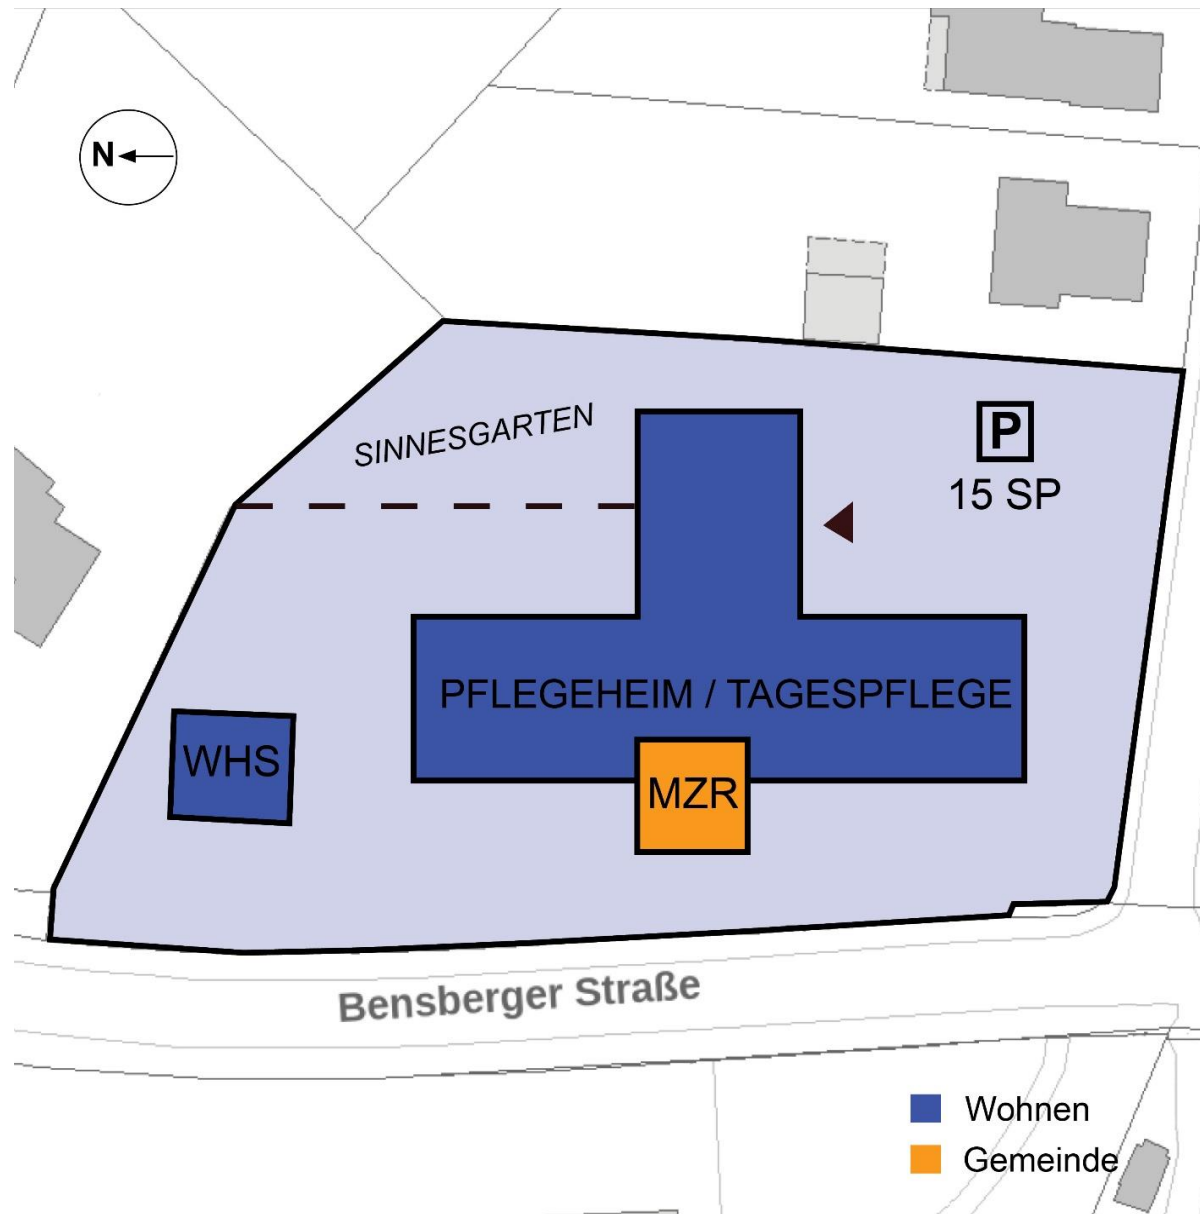 N
SINNESGARTEN
P
15 SP
PFLEGEHEIM / TAGESPFLEGE
WHS
MZR
Bensberger Straße
Wohnen
Gemeinde